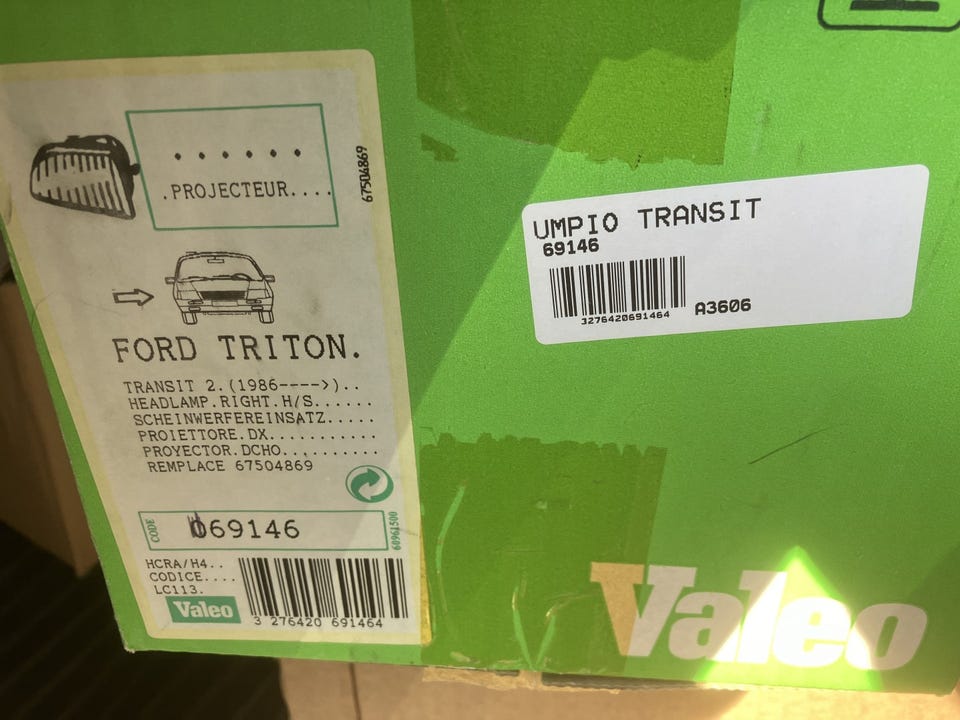 . . . . . .
.PROJECTEUR....
67504869
FORD TRITON.
TRANSIT 2.(1986---->)..
HEADLAMP.RIGHT.H/S......
SCHEINWERFEREINSATZ.....
PROIETTORE.DX...........
PROYECTOR.DCHO..........
REMPLACE 67504869
CODE
069146
60961500
HCRA/H4..
CODICE....
LC113.
Valeo
3 276420 691464
UMPIO TRANSIT
69146
3276420691464
A3606
Valeo